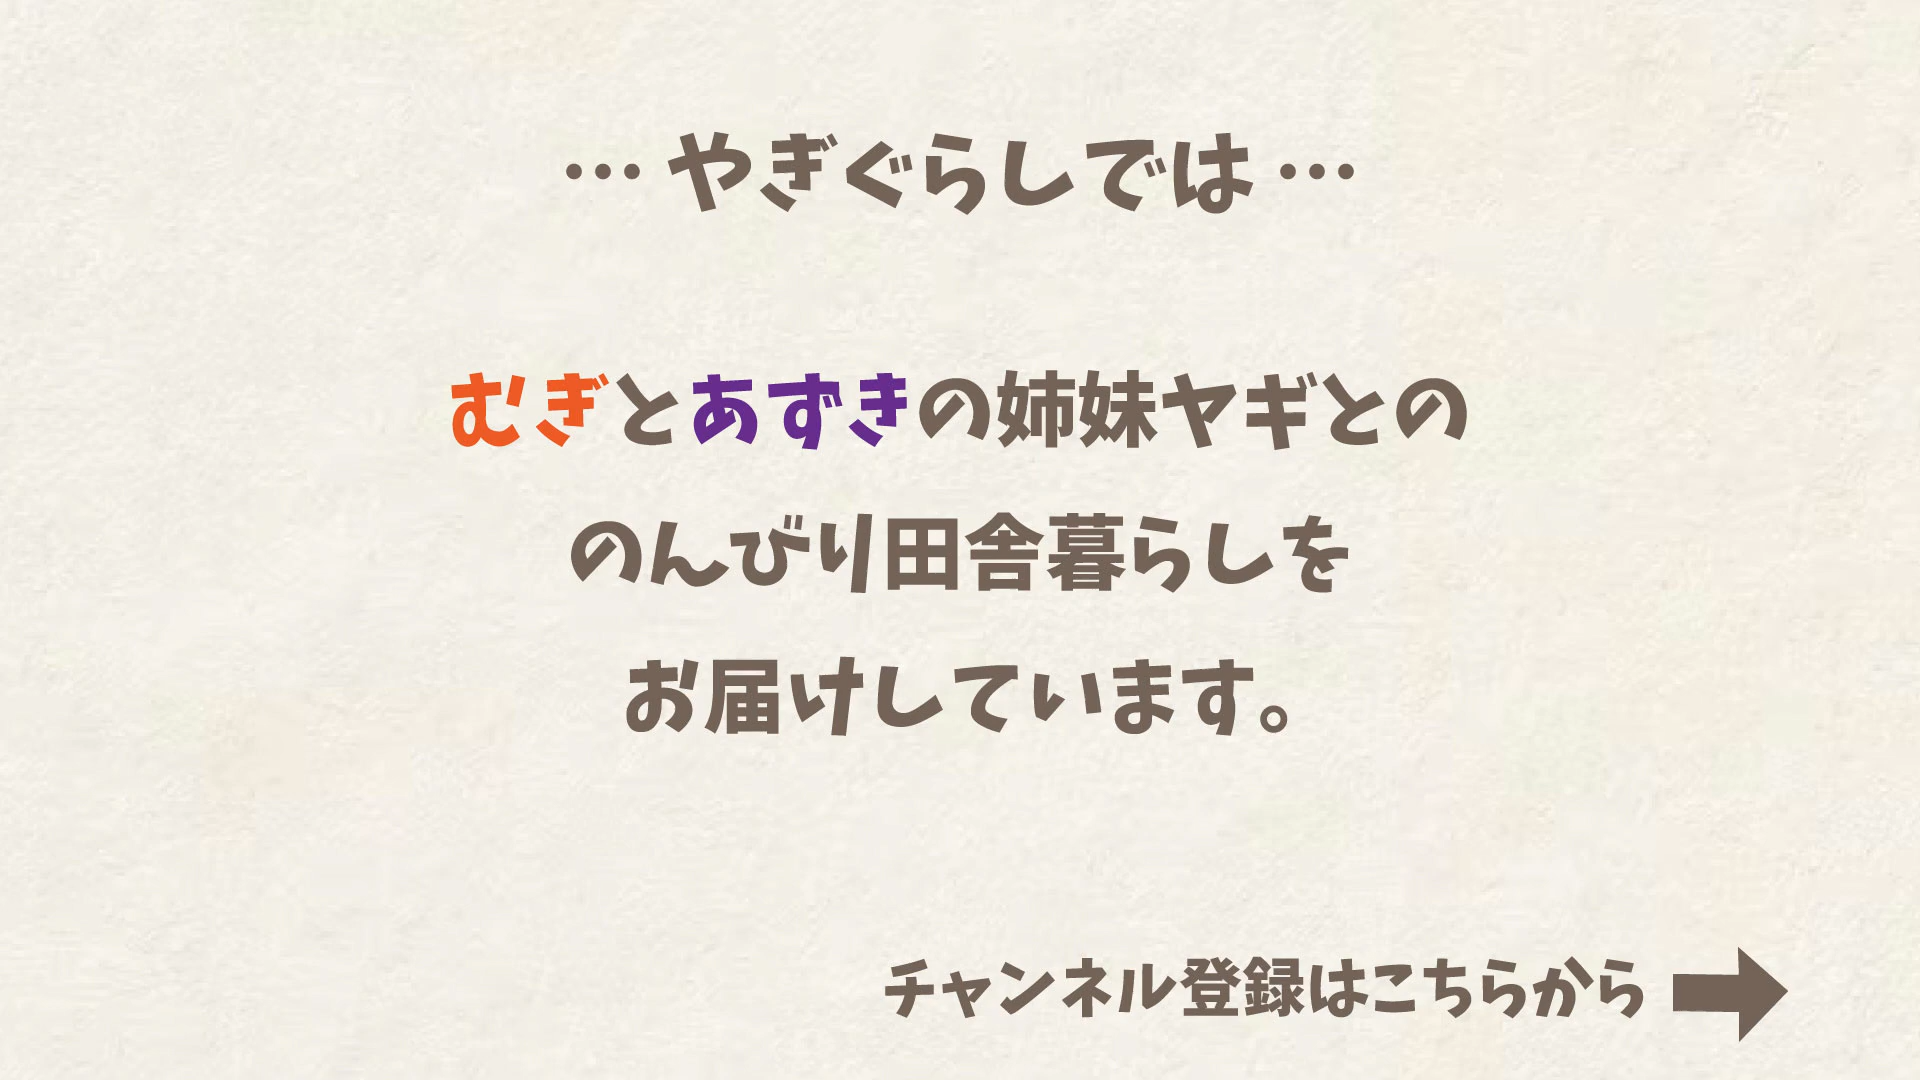 … やぎぐらしでは …
むぎとあずきの姉妹ヤギとの
のんびり田舎暮らしを
お届けしています。
チャンネル登録はこちらから